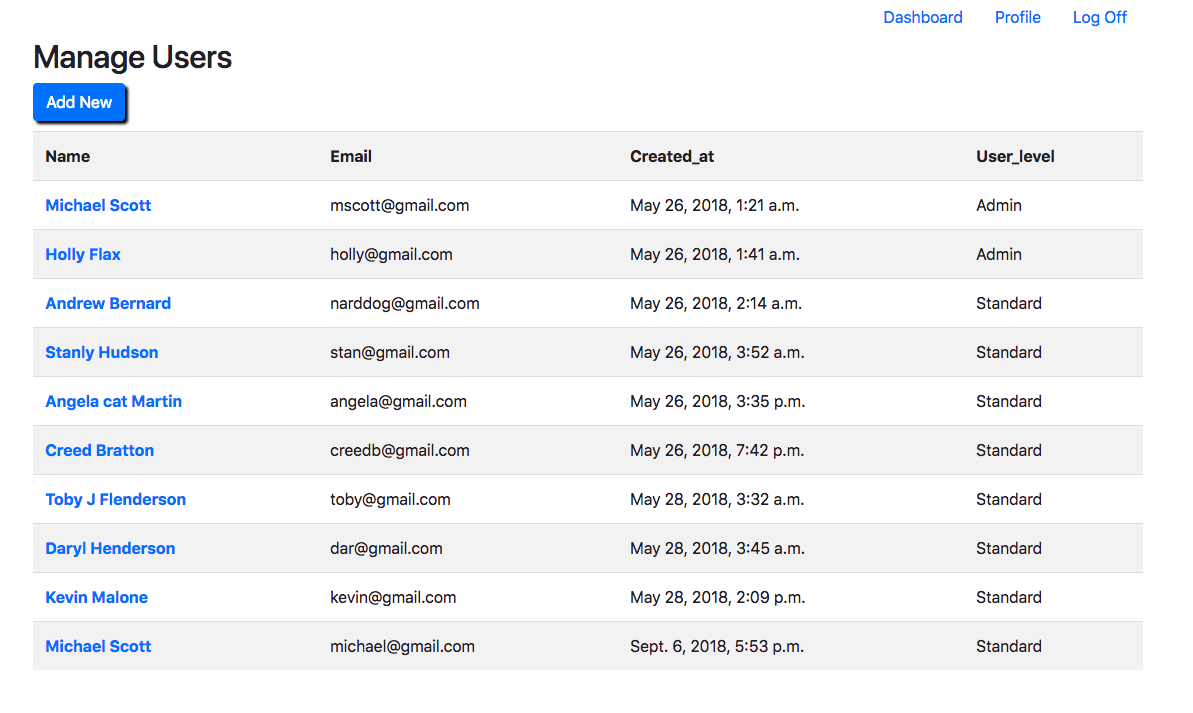 Dashboard Profile Log Off
Manage Users
Add New
Name Email Created_at User_level
Michael Scott mscott@gmail.com May 26, 2018, 1:21 a.m. Admin
Holly Flax holly@gmail.com May 26, 2018, 1:41 a.m. Admin
Andrew Bernard narddog@gmail.com May 26, 2018, 2:14 a.m. Standard
Stanly Hudson stan@gmail.com May 26, 2018, 3:52 a.m. Standard
Angela cat Martin angela@gmail.com May 26, 2018, 3:35 p.m. Standard
Creed Bratton creedb@gmail.com May 26, 2018, 7:42 p.m. Standard
Toby J Flenderson toby@gmail.com May 28, 2018, 3:32 a.m. Standard
Daryl Henderson dar@gmail.com May 28, 2018, 3:45 a.m. Standard
Kevin Malone kevin@gmail.com May 28, 2018, 2:09 p.m. Standard
Michael Scott michael@gmail.com Sept. 6, 2018, 5:53 p.m. Standard